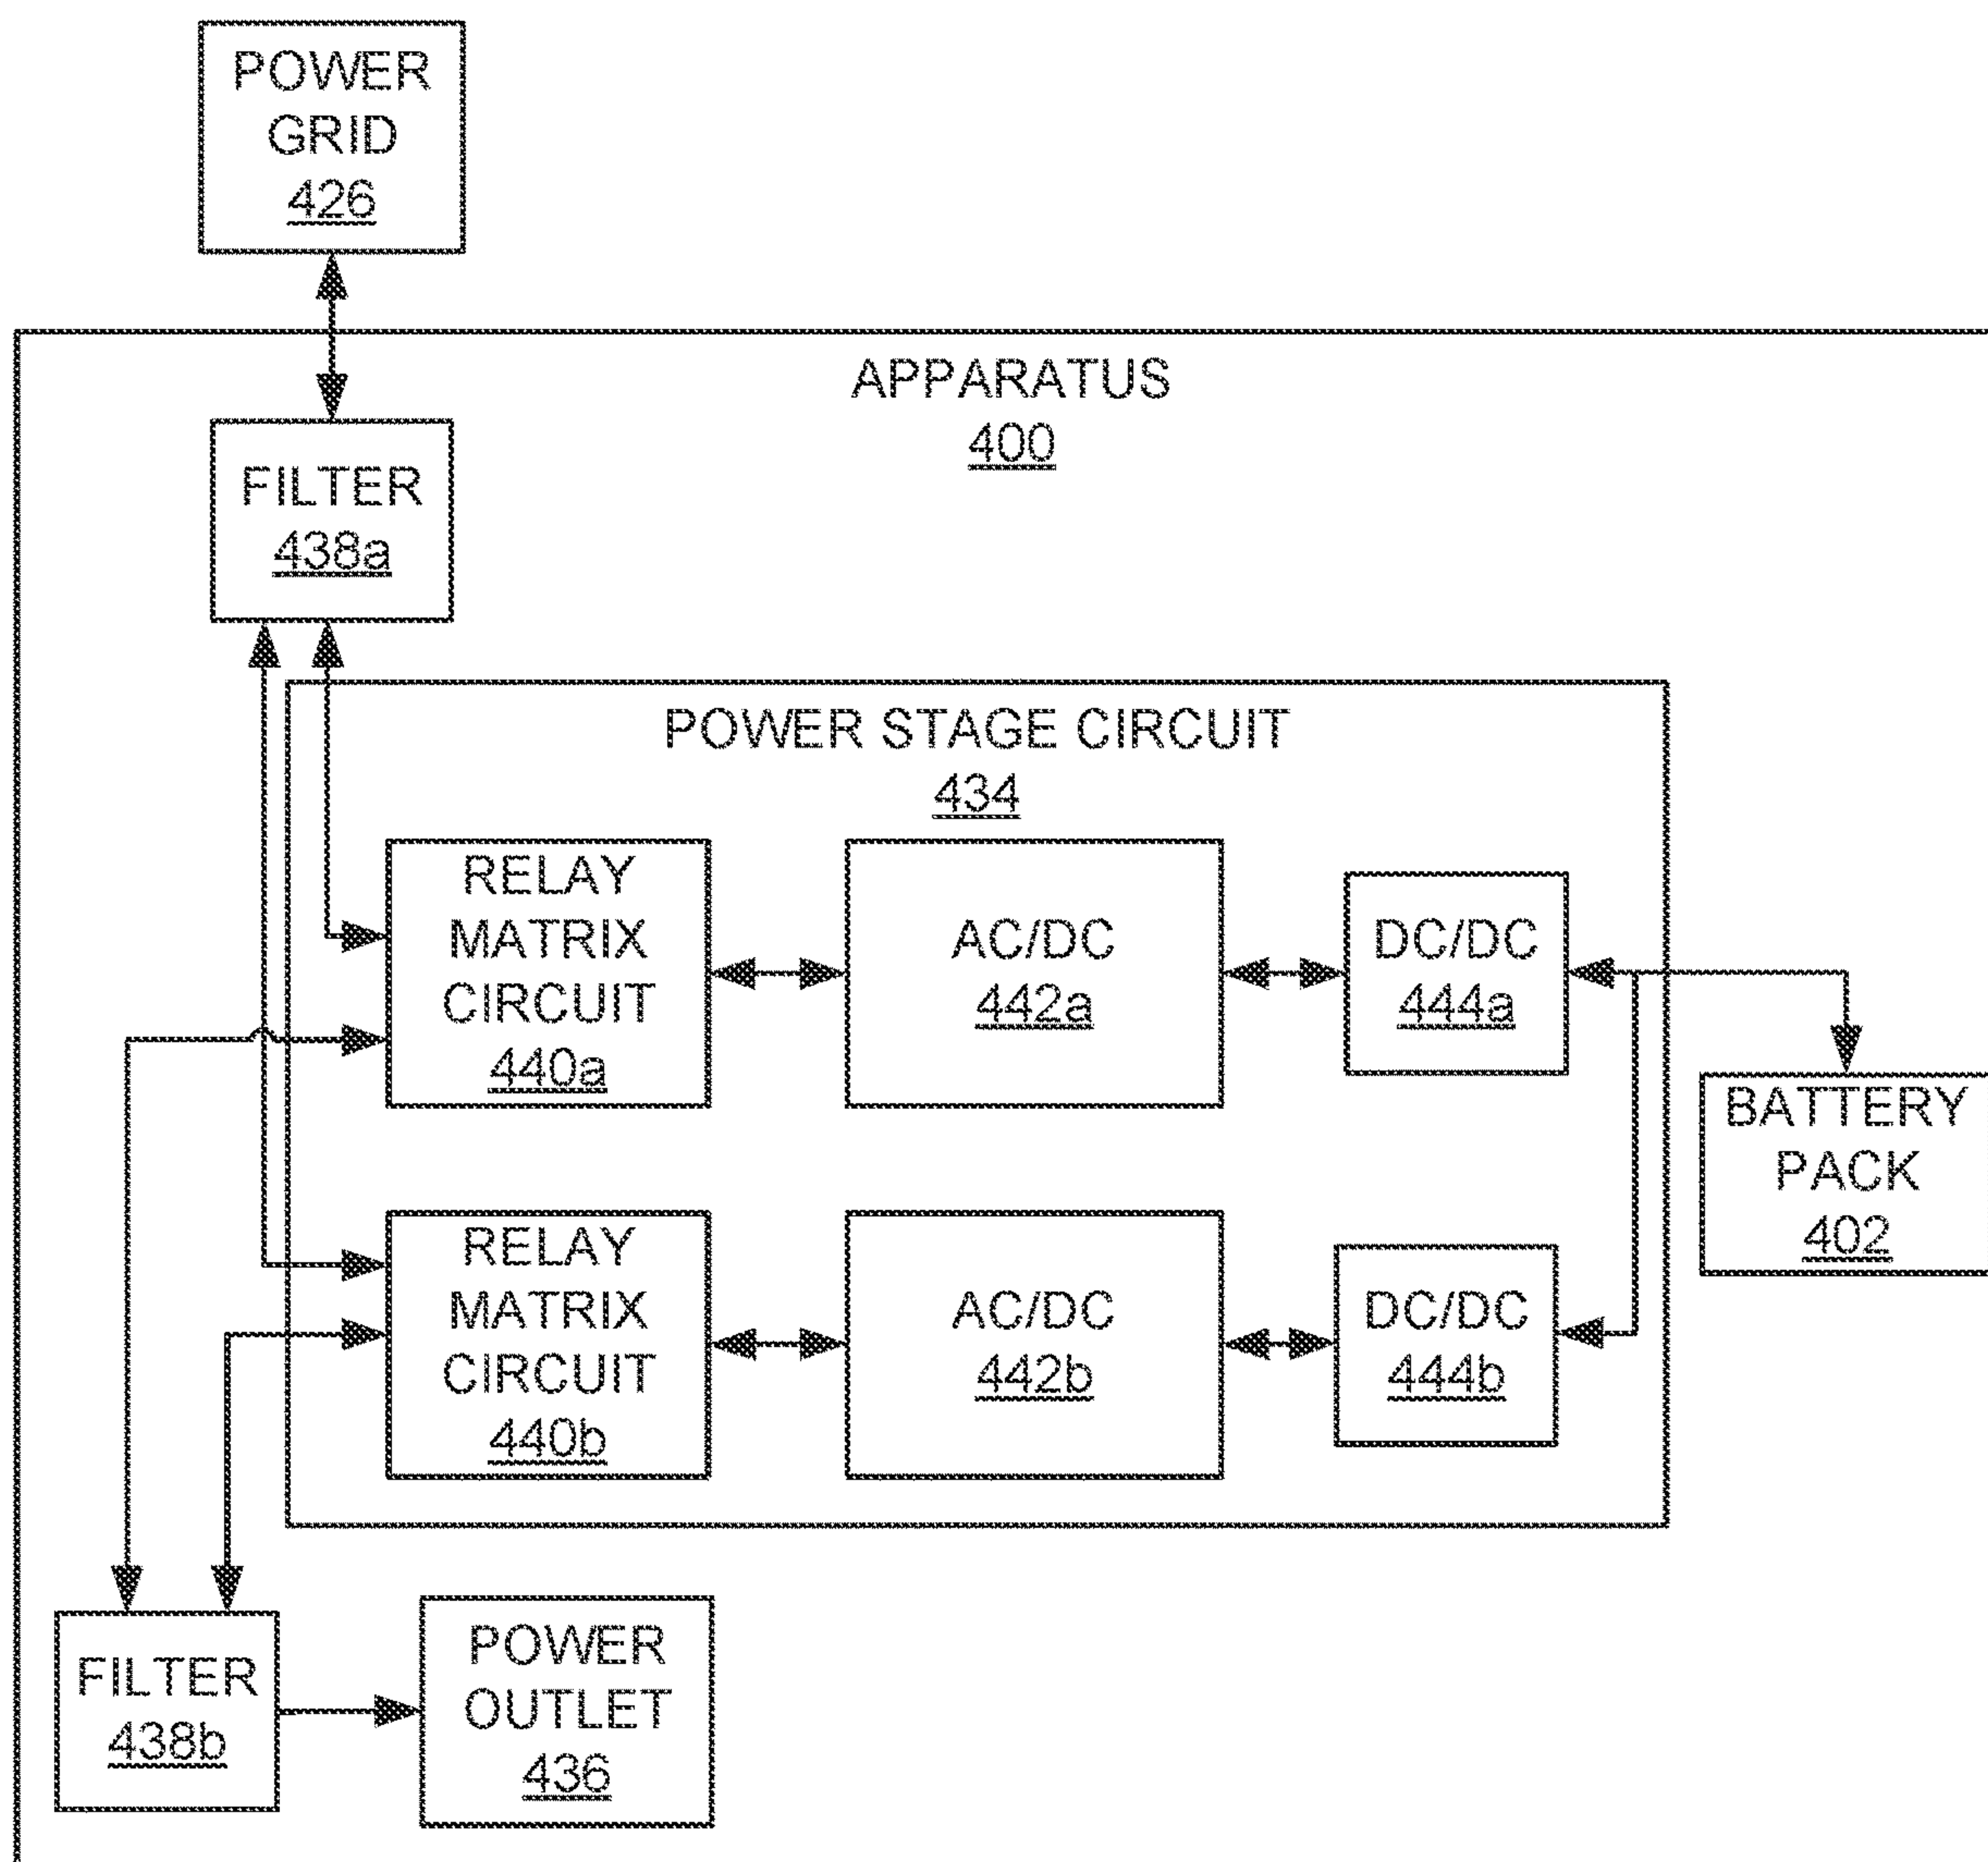 POWER
GRID
426
APPARATUS
400
FILTER
438a
POWER STAGE CIRCUIT
434
RELAY
MATRIX
CIRCUIT
440a
AC/DC
442a
DC/DC
444a
BATTERY
PACK
402
RELAY
MATRIX
CIRCUIT
440b
AC/DC
442b
DC/DC
444b
FILTER
438b
POWER
OUTLET
436